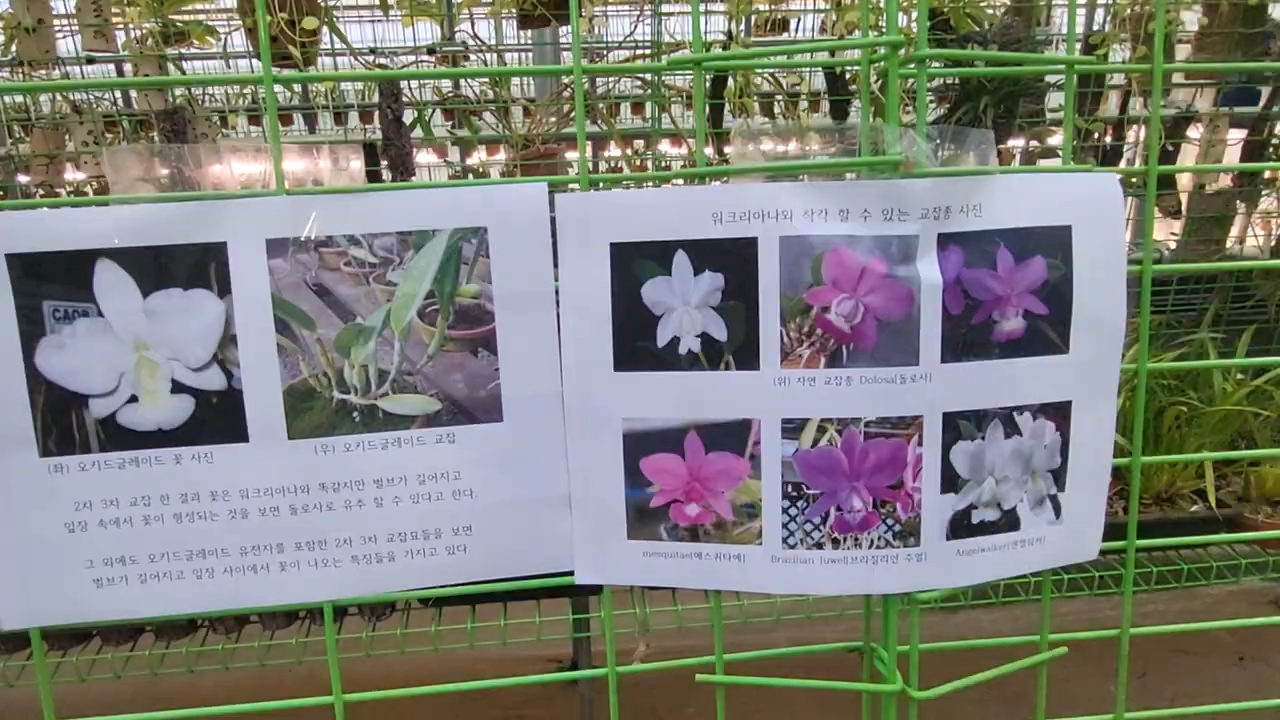 CAOB
(좌) 오키드글레이드 꽃 사진
(우) 오키드글레이드 교잡
2차 3차 교잡 한 결과 꽃은 워크리아나와 똑같지만 벌브가 길어지고
잎장 속에서 꽃이 형성되는 것을 보면 돌로사로 유추 할 수 있다고 한다.
그 외에도 오키드글레이드 유전자를 포함한 2차 3차 교잡묘들을 보면
벌브가 길어지고 잎장 사이에서 꽃이 나오는 특징들을 가지고 있다.
워크리아나와 착각 할 수 있는 교잡종 사진
(위) 자연 교잡종 Dolosa[돌로사]
mesquitae[메스퀴타에]
Brazilian Juwel[브라질리언 주얼]
Angelwalker[엔젤워커]